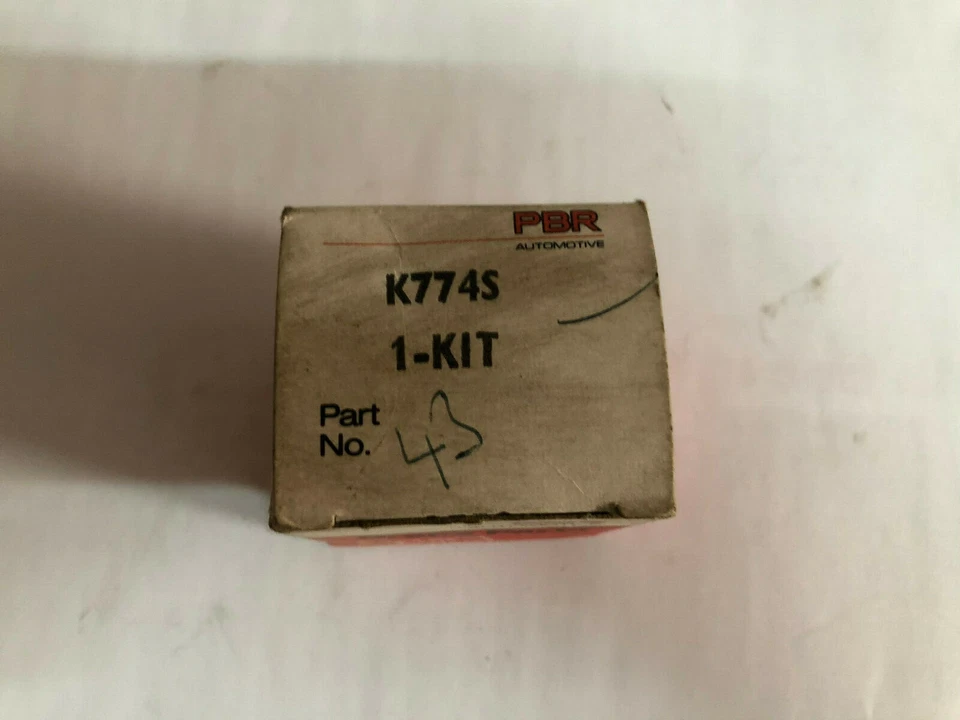 PBR
AUTOMOTIVE
K774S
1-KIT
Part
No. 43